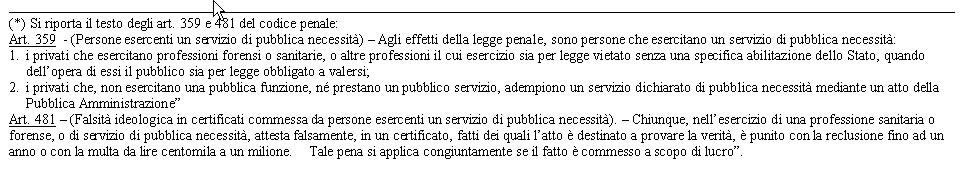 (*) Si riporta il testo degli art. 359 e 481 del codice penale:
Art. 359 - (Persone esercenti un servizio di pubblica necessità) – Agli effetti della legge penale, sono persone che esercitano un servizio di pubblica necessità:
1. i privati che esercitano professioni forensi o sanitarie, o altre professioni il cui esercizio sia per legge vietato senza una specifica abilitazione dello Stato, quando
dell’opera di essi il pubblico sia per legge obbligato a valersi;
2. i privati che, non esercitano una pubblica funzione, né prestano un pubblico servizio, adempiono un servizio dichiarato di pubblica necessità mediante un atto della
Pubblica Amministrazione”
Art. 481 – (Falsità ideologica in certificati commessa da persone esercenti un servizio di pubblica necessità). – Chiunque, nell’esercizio di una professione sanitaria o
forense, o di servizio di pubblica necessità, attesta falsamente, in un certificato, fatti dei quali l’atto è destinato a provare la verità, è punito con la reclusione fino ad un
anno o con la multa da lire centomila a un milione. Tale pena si applica congiuntamente se il fatto è commesso a scopo di lucro”.